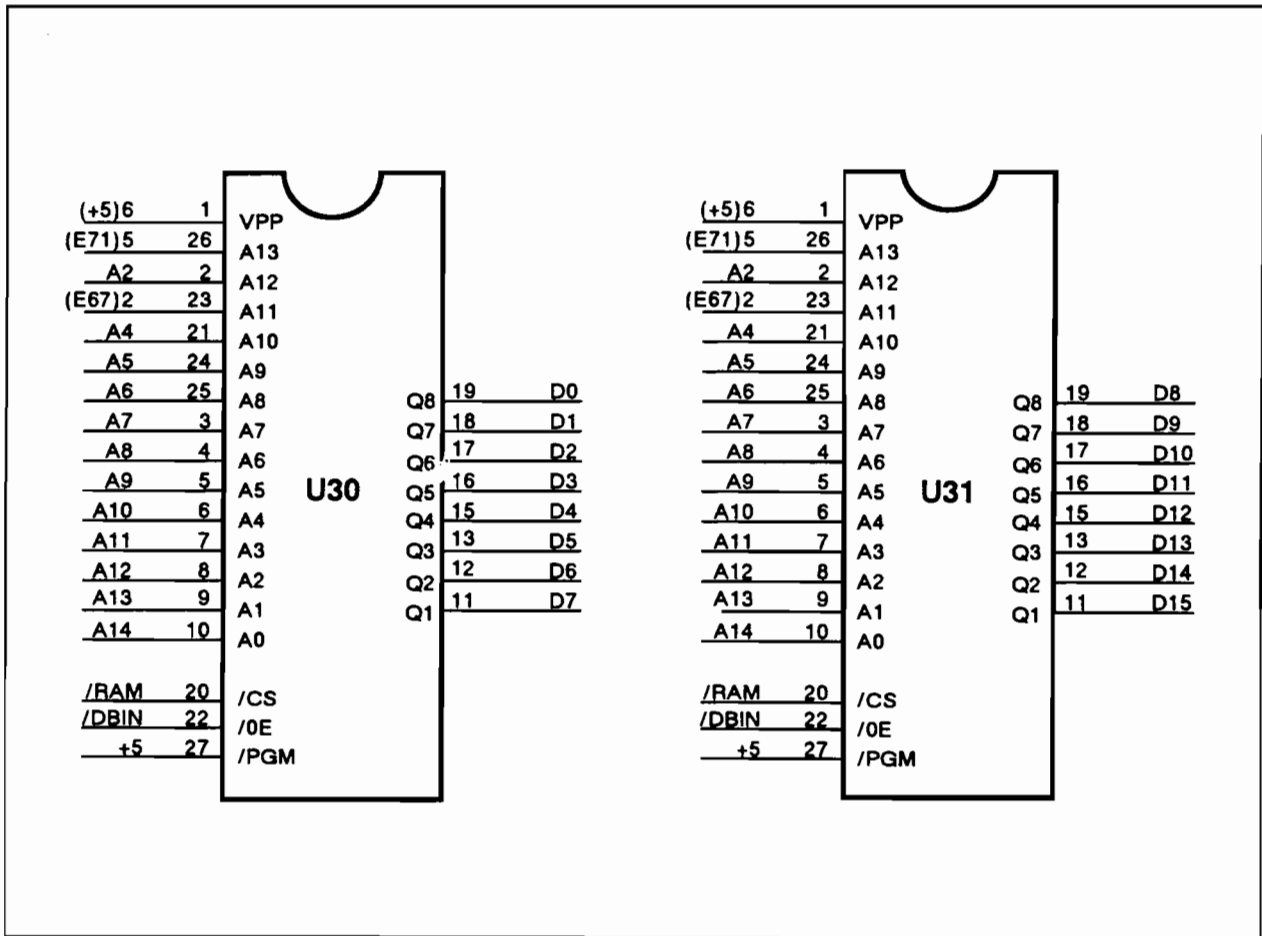 (+5)6 1 VPP
(E71)5 26 A13
A2 2 A12
(E67)2 23 A11
A4 21 A10
A5 24 A9
A6 25 A8 Q8 19 D0
A7 3 A7 Q7 18 D1
A8 4 A6 Q6 17 D2
A9 5 A5 U30 Q5 16 D3
A10 6 A4 Q4 15 D4
A11 7 A3 Q3 13 D5
A12 8 A2 Q2 12 D6
A13 9 A1 Q1 11 D7
A14 10 A0
/RAM 20 /CS
/DBIN 22 /0E
+5 27 /PGM
(+5)6 1 VPP
(E71)5 26 A13
A2 2 A12
(E67)2 23 A11
A4 21 A10
A5 24 A9
A6 25 A8 Q8 19 D8
A7 3 A7 Q7 18 D9
A8 4 A6 Q6 17 D10
A9 5 A5 U31 Q5 16 D11
A10 6 A4 Q4 15 D12
A11 7 A3 Q3 13 D13
A12 8 A2 Q2 12 D14
A13 9 A1 Q1 11 D15
A14 10 A0
/RAM 20 /CS
/DBIN 22 /0E
+5 27 /PGM